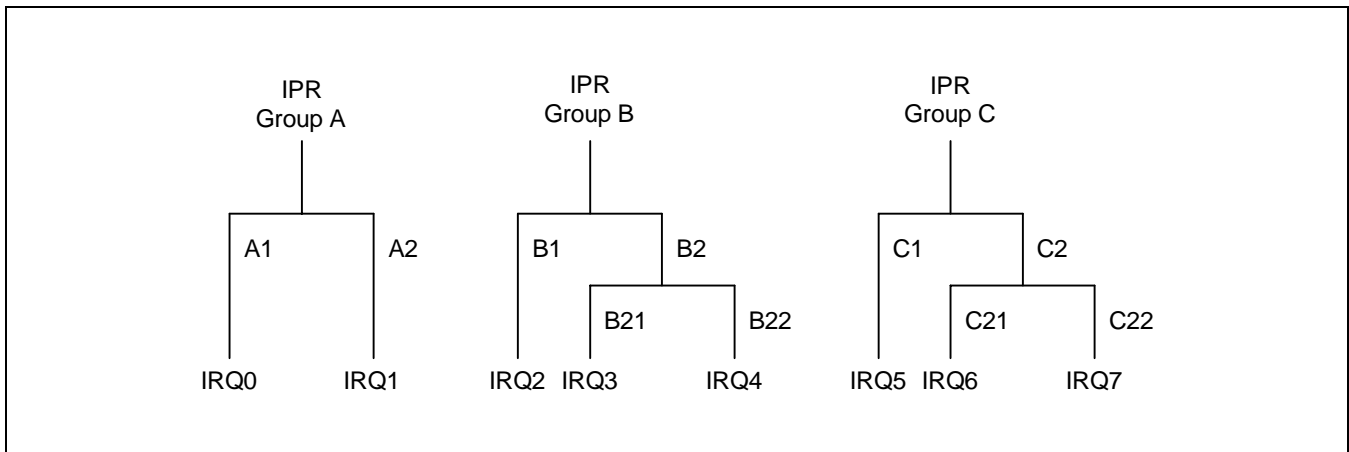 IPR
Group A
IPR
Group B
IPR
Group C
A1
A2
B1
B2
C1
C2
B21
B22
C21
C22
IRQ0
IRQ1
IRQ2
IRQ3
IRQ4
IRQ5
IRQ6
IRQ7